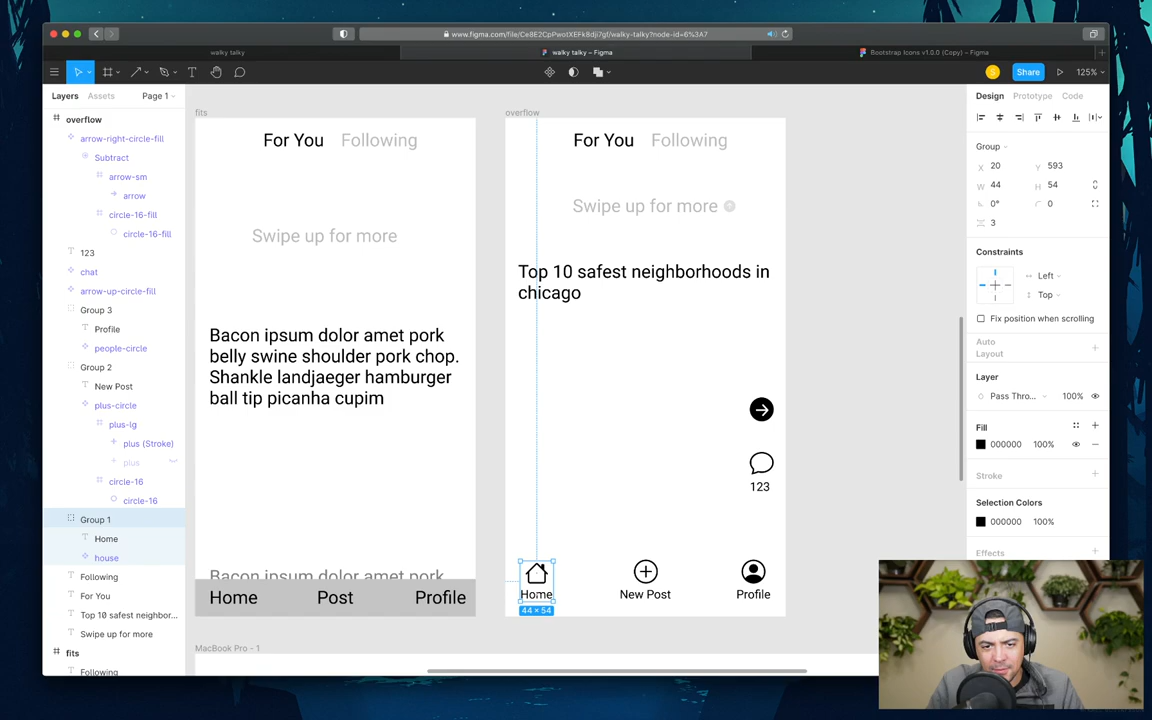 www.figma.com/file/Ce8E2CpPwotXEFk8dji7gf/walky-talky?node-id=6%3A7
walky talky
walky talky – Figma
Bootstrap Icons v1.0.0 (Copy) – Figma
S
Share
125%
Layers
Assets
Page 1
overflow
arrow-right-circle-fill
Subtract
arrow-sm
arrow
circle-16-fill
circle-16-fill
123
chat
arrow-up-circle-fill
Group 3
Profile
people-circle
Group 2
New Post
plus-circle
plus-lg
plus (Stroke)
plus
circle-16
circle-16
Group 1
Home
house
Following
For You
Top 10 safest neighbor...
Swipe up for more
fits
Following
fits
For You
Following
Swipe up for more
Bacon ipsum dolor amet pork
belly swine shoulder pork chop.
Shankle landjaeger hamburger
ball tip picanha cupim
Bacon ipsum dolor amet pork
Home
Post
Profile
MacBook Pro - 1
overflow
For You
Following
Swipe up for more
Top 10 safest neighborhoods in
chicago
123
Home
New Post
Profile
44 × 54
Design
Prototype
Code
Group
X
20
Y
593
W
44
H
54
0°
0
3
Constraints
Left
Top
Fix position when scrolling
Auto
Layout
Layer
Pass Thro...
100%
Fill
000000
100%
Stroke
Selection Colors
000000
100%
Effects